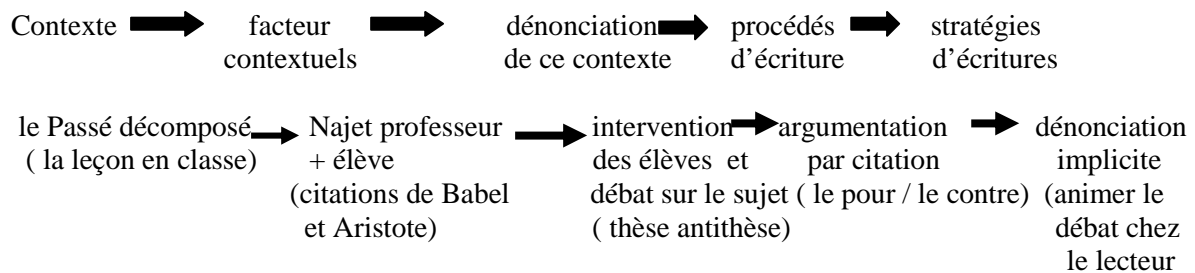 Contexte facteur dénonciation procédés stratégies
contextuels de ce contexte d'écriture d'écritures
le Passé décomposé Najet professeur intervention argumentation dénonciation
( la leçon en classe) + élève des élèves et par citation implicite
(citations de Babel débat sur le sujet ( le pour / le contre) (animer le
et Aristote) ( thèse antithèse) débat chez
le lecteur